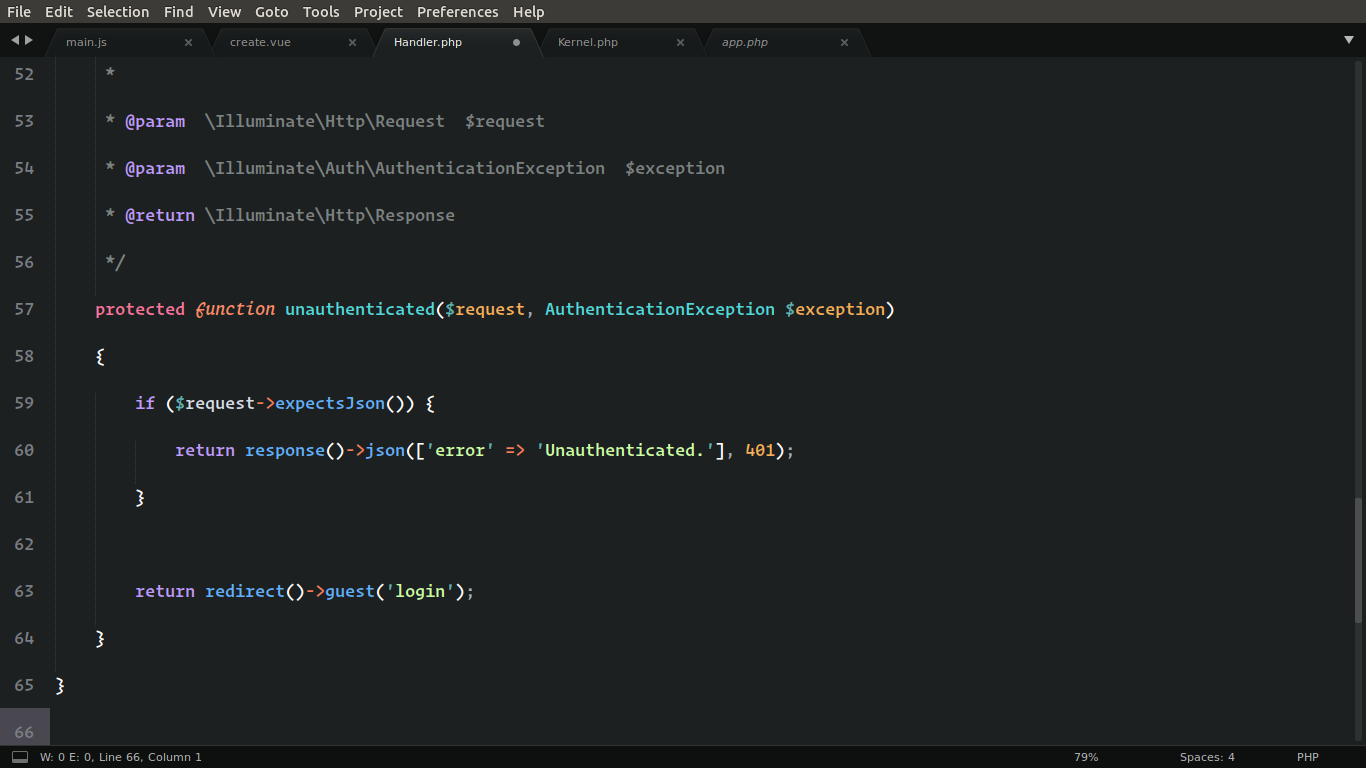 File Edit Selection Find View Goto Tools Project Preferences Help
main.js × create.vue × Handler.php Kernel.php × app.php ×
52 *
53 * @param  \Illuminate\Http\Request  $request
54 * @param  \Illuminate\Auth\AuthenticationException  $exception
55 * @return \Illuminate\Http\Response
56 */
57 protected function unauthenticated($request, AuthenticationException $exception)
58 {
59 if ($request->expectsJson()) {
60 return response()->json(['error' => 'Unauthenticated.'], 401);
61 }
62
63 return redirect()->guest('login');
64 }
65 }
66
W: 0 E: 0, Line 66, Column 1 79% Spaces: 4 PHP